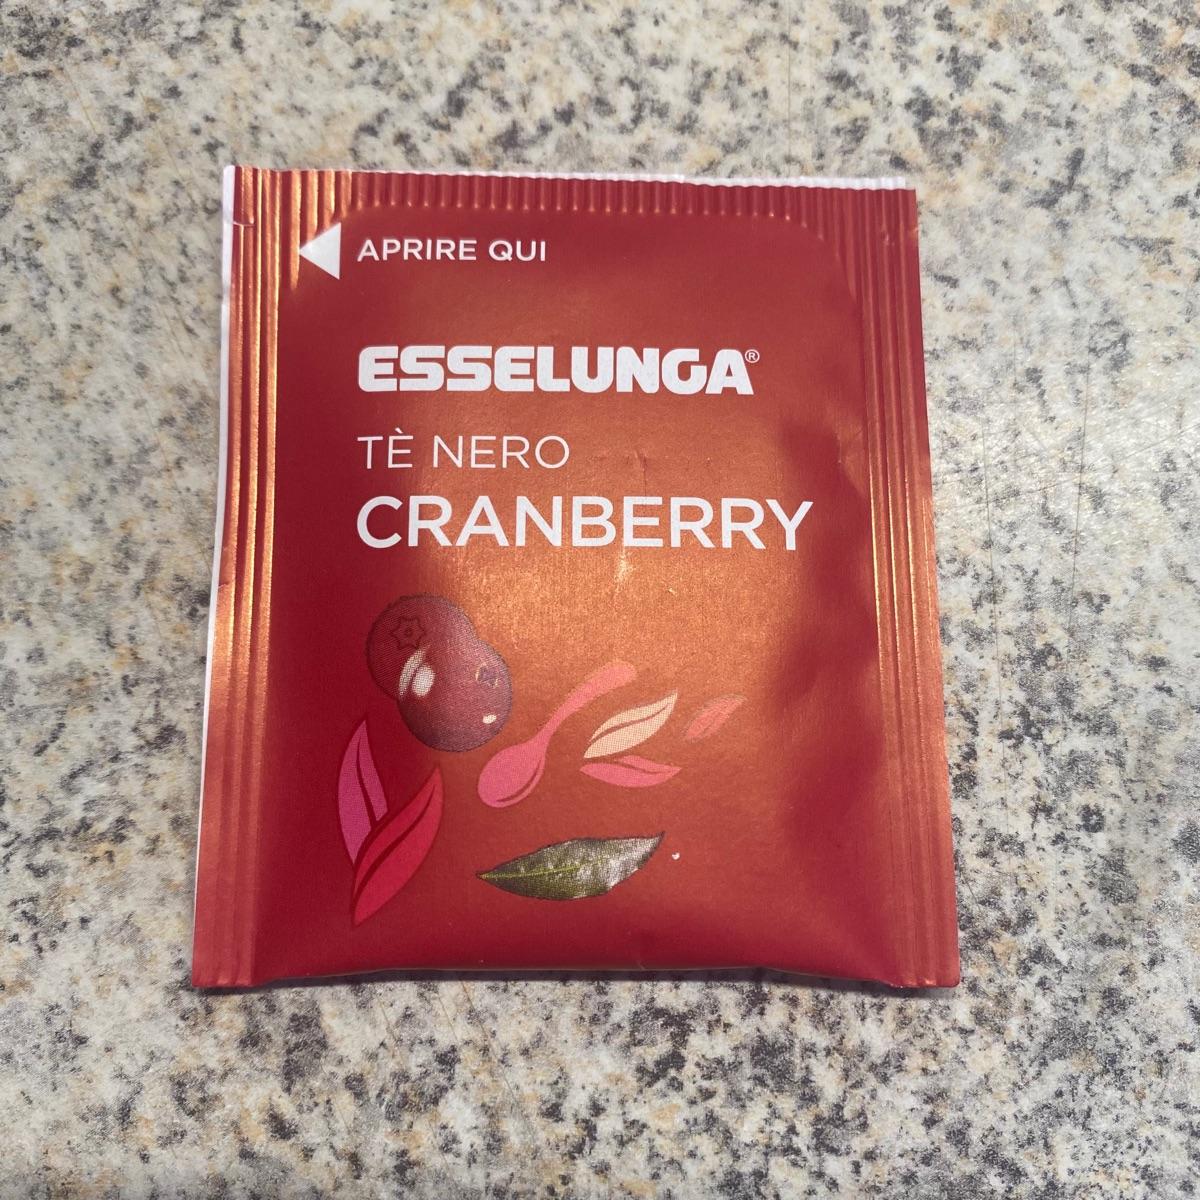 APRIRE QUI
ESSELUNGA®
TÈ NERO
CRANBERRY